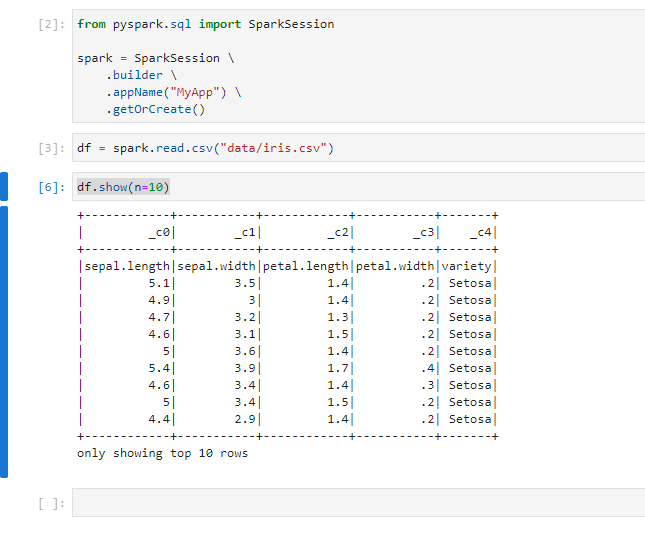 [2]: from pyspark.sql import SparkSession
spark = SparkSession \
    .builder \
    .appName("MyApp") \
    .getOrCreate()
[3]: df = spark.read.csv("data/iris.csv")
[6]: df.show(n=10)
+------------+-----------+------------+-----------+-------+
|         _c0|        _c1|         _c2|        _c3|    _c4|
+------------+-----------+------------+-----------+-------+
|sepal.length|sepal.width|petal.length|petal.width|variety|
|         5.1|        3.5|         1.4|         .2| Setosa|
|         4.9|          3|         1.4|         .2| Setosa|
|         4.7|        3.2|         1.3|         .2| Setosa|
|         4.6|        3.1|         1.5|         .2| Setosa|
|           5|        3.6|         1.4|         .2| Setosa|
|         5.4|        3.9|         1.7|         .4| Setosa|
|         4.6|        3.4|         1.4|         .3| Setosa|
|           5|        3.4|         1.5|         .2| Setosa|
|         4.4|        2.9|         1.4|         .2| Setosa|
+------------+-----------+------------+-----------+-------+
only showing top 10 rows
[ ]: